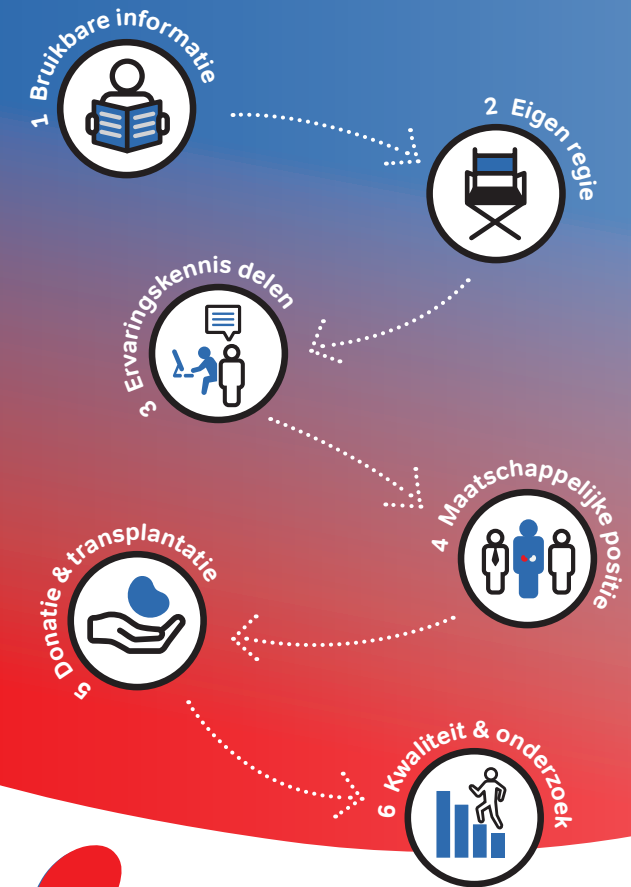 1 Bruikbare informatie
2 Eigen regie
3 Ervaringskennis delen
4 Maatschappelijke positie
5 Donatie & transplantatie
6 Kwaliteit & onderzoek